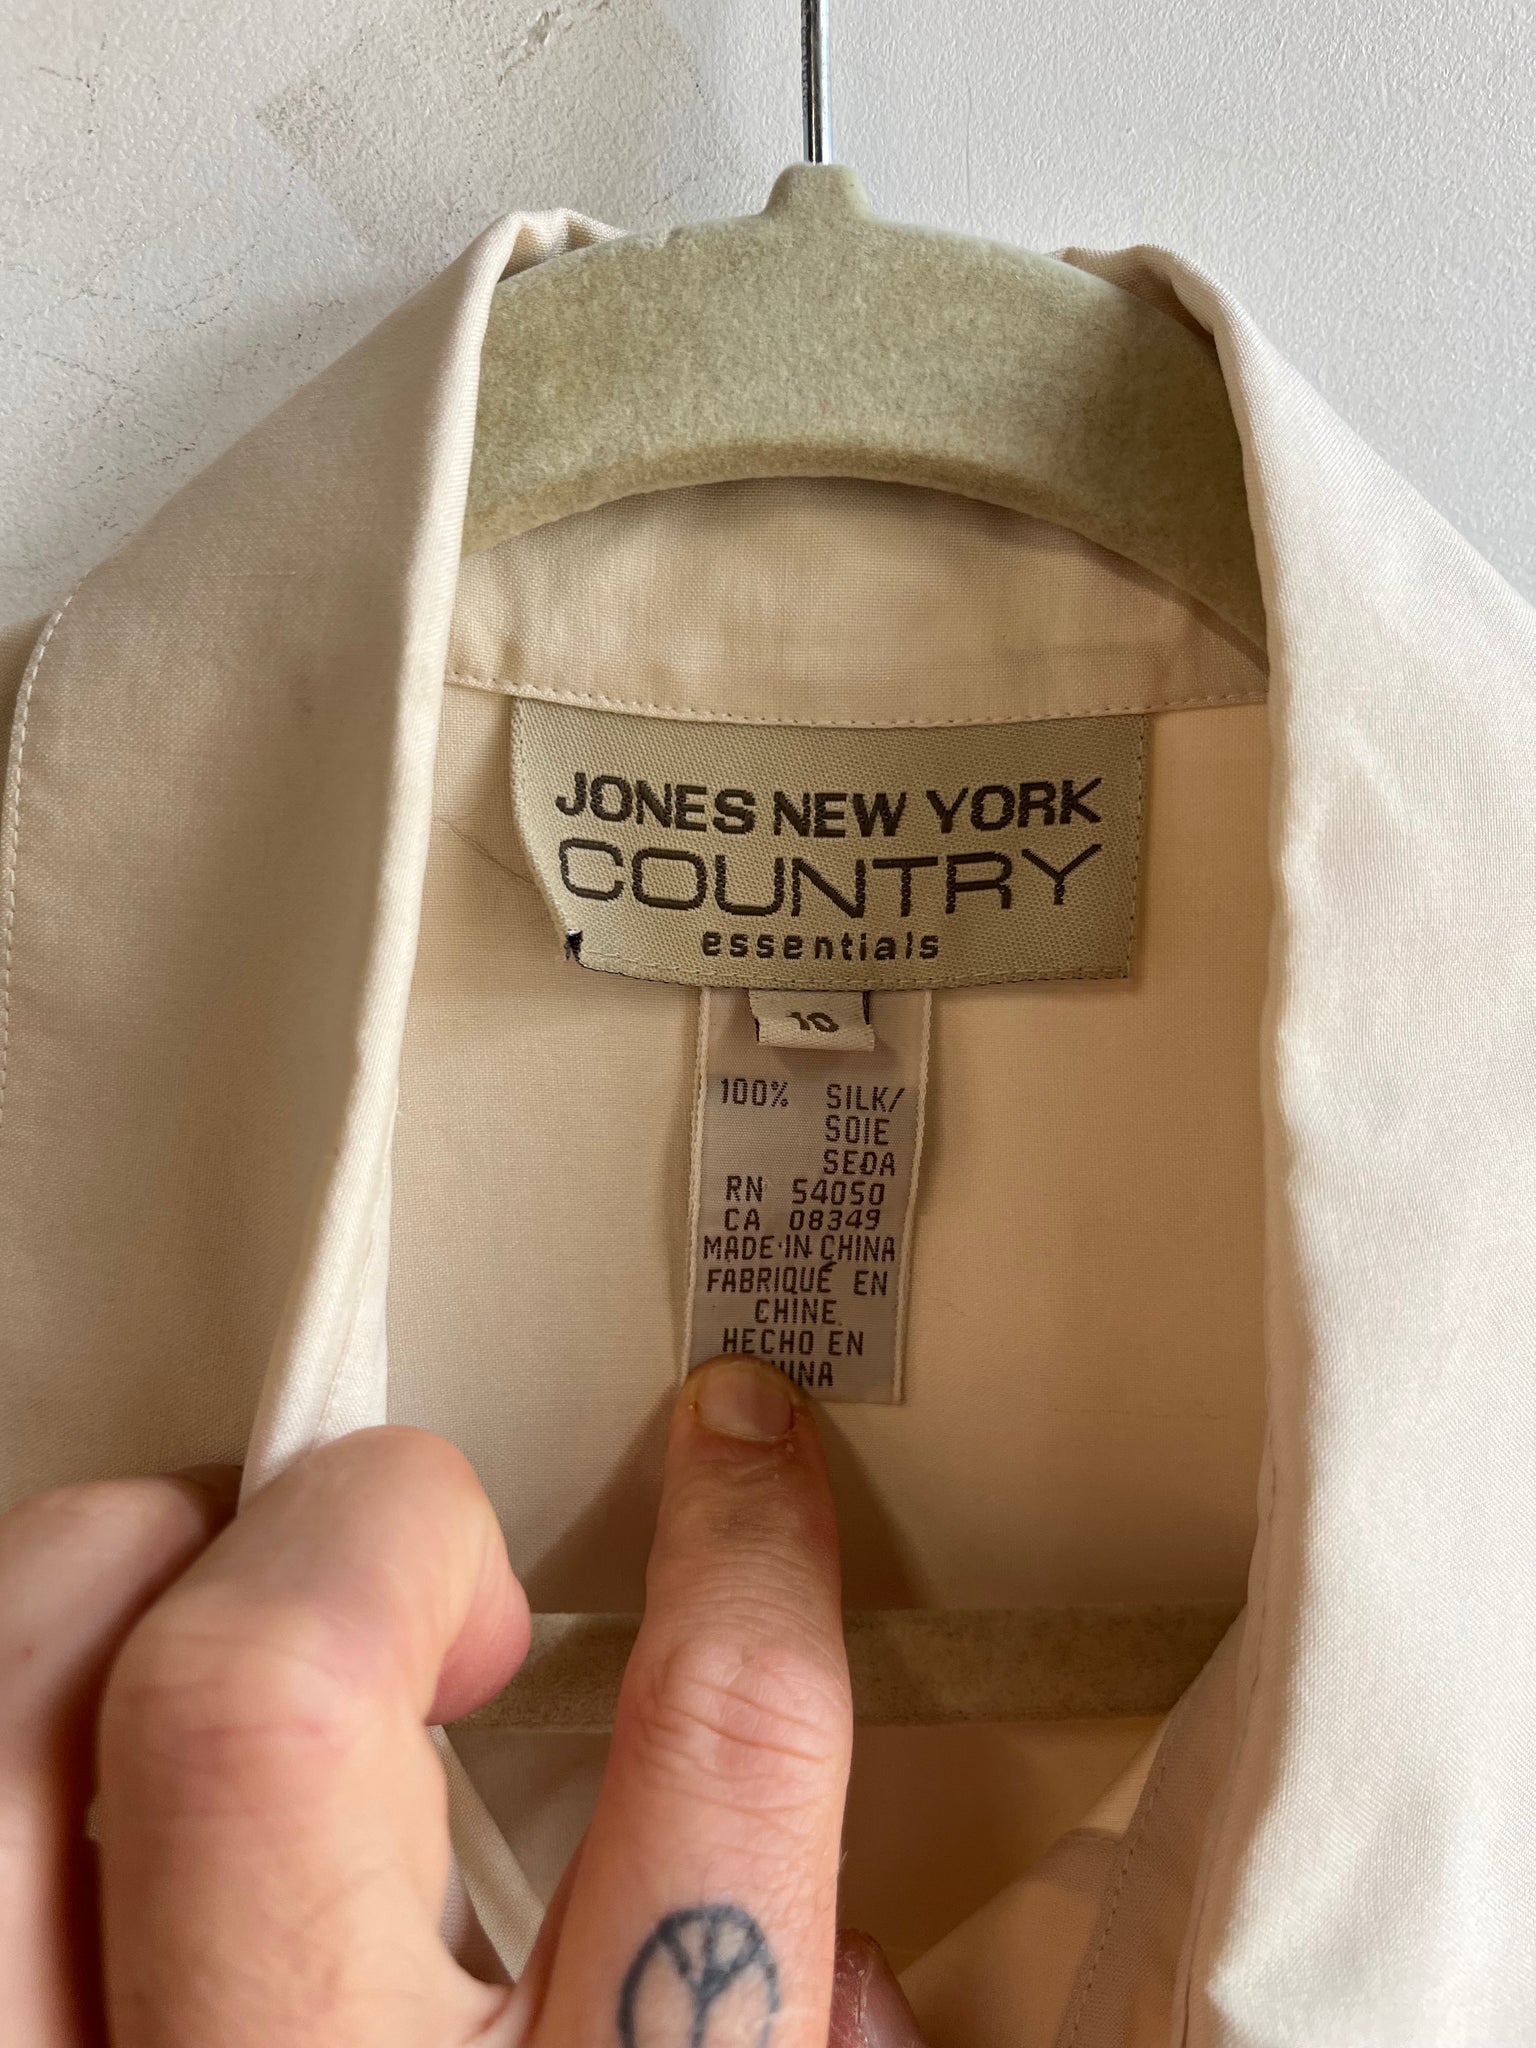 JONES NEW YORK
COUNTRY
essentials
10
100% SILK/
SOIE
SEDA
RN 54050
CA 08349
MADE IN CHINA
FABRIQUÉ EN
CHINE
HECHO EN